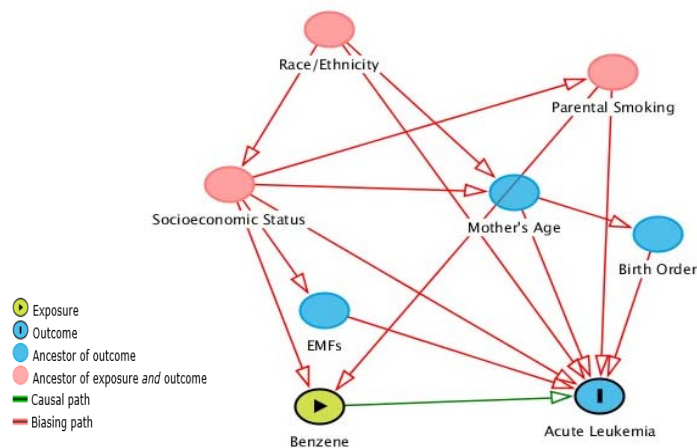 Race/Ethnicity
Parental Smoking
Socioeconomic Status
Mother's Age
Birth Order
EMFs
Benzene
Acute Leukemia
Exposure
Outcome
Ancestor of outcome
Ancestor of exposure and outcome
Causal path
Biasing path